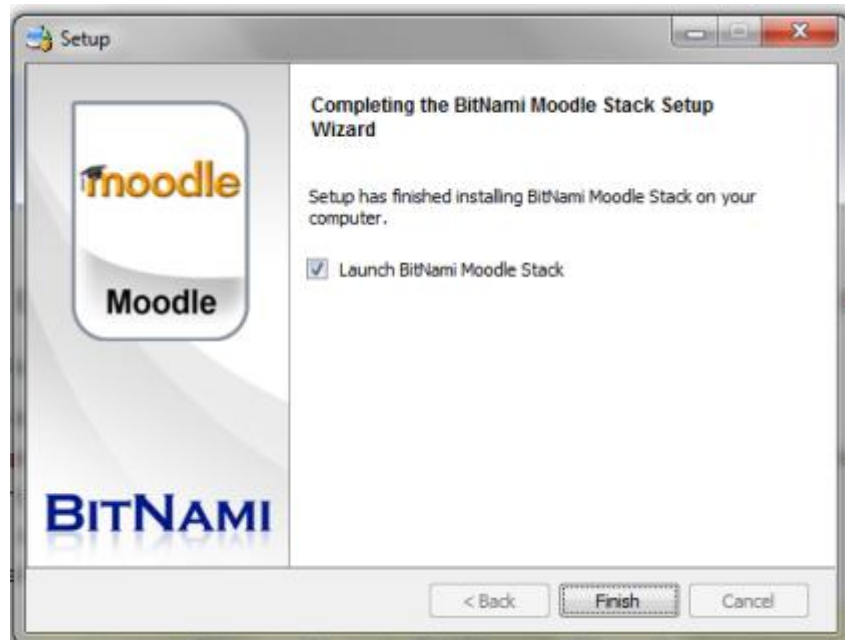 Setup
moodle
Moodle
BITNAMI
Completing the BitNami Moodle Stack Setup
Wizard
Setup has finished installing BitNami Moodle Stack on your
computer.
Launch BitNami Moodle Stack
< Back
Finish
Cancel